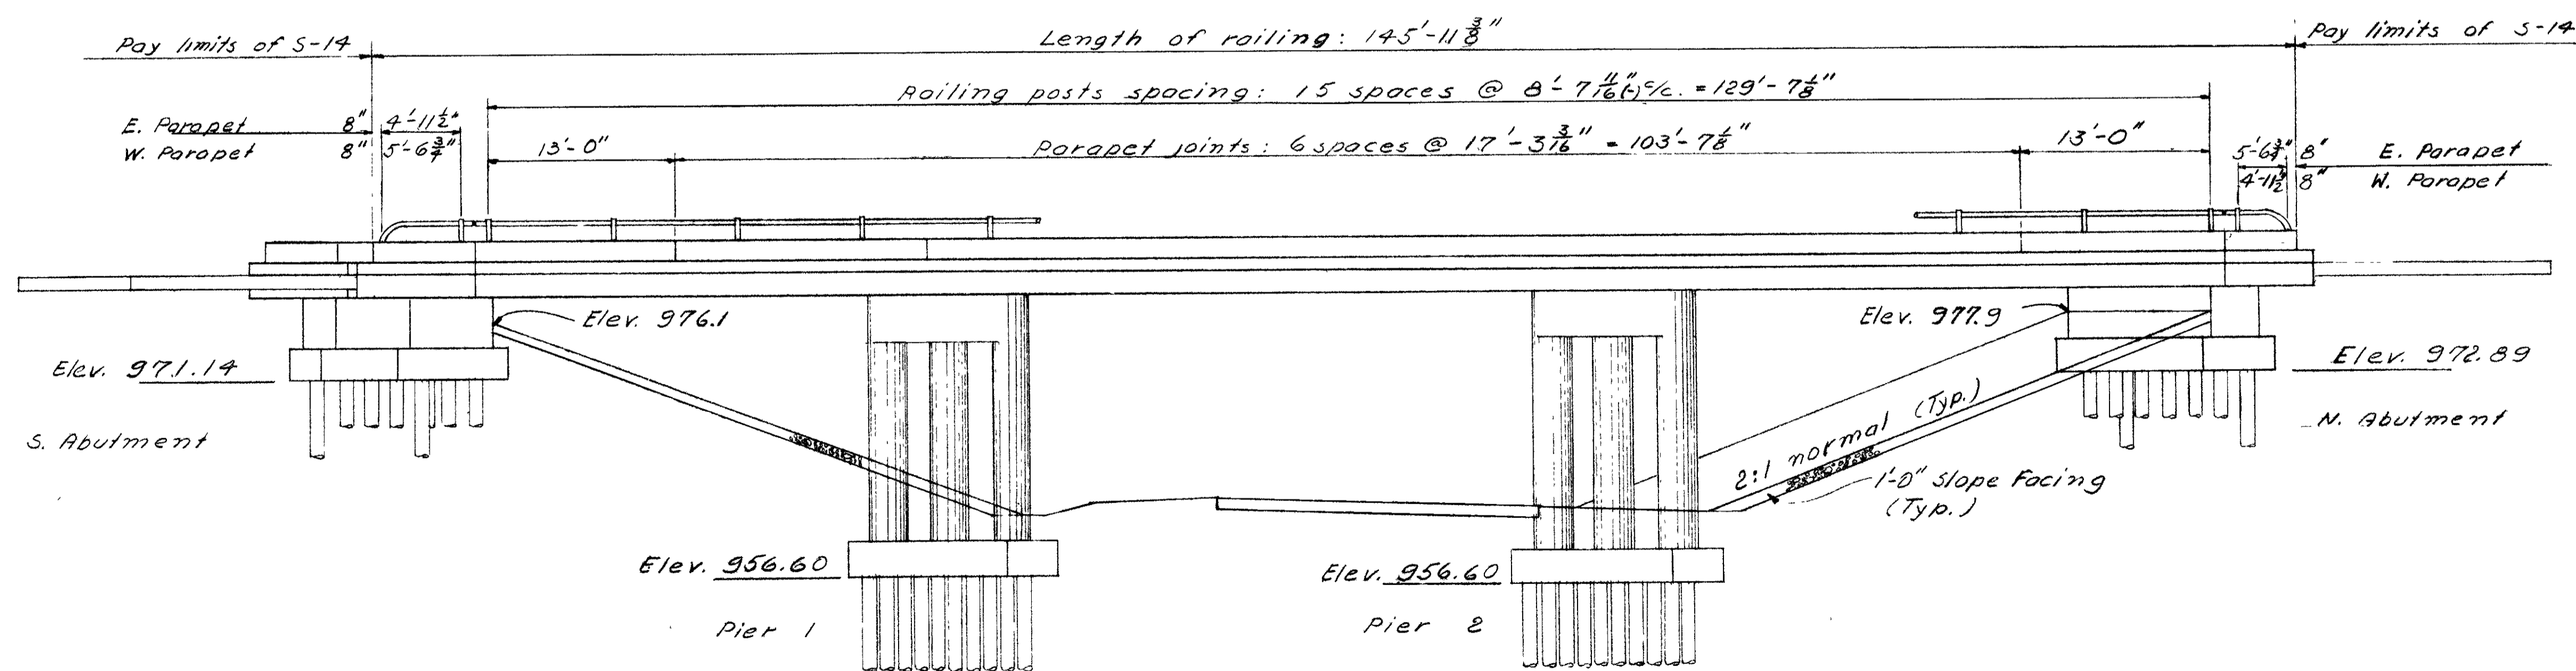 Length of railing: 145'-11 3/8"
Pay limits of S-14
Pay limits of S-14
Railing posts spacing: 15 spaces @ 8'-7 11/16"(-) c/c. = 129'-7 1/8"
E. Parapet 8" 4'-11 1/2"
W. Parapet 8" 5'-6 3/4"
13'-0"
Parapet joints: 6 spaces @ 17'-3 3/16" = 103'-7 1/8"
13'-0"
5'-6 3/4" 8" E. Parapet
4'-11 1/2" 8" W. Parapet
Elev. 976.1
Elev. 977.9
Elev. 971.14
Elev. 972.89
S. Abutment
N. Abutment
2:1 normal (Typ.)
1'-0" Slope Facing
(Typ.)
Elev. 956.60
Elev. 956.60
Pier 1
Pier 2